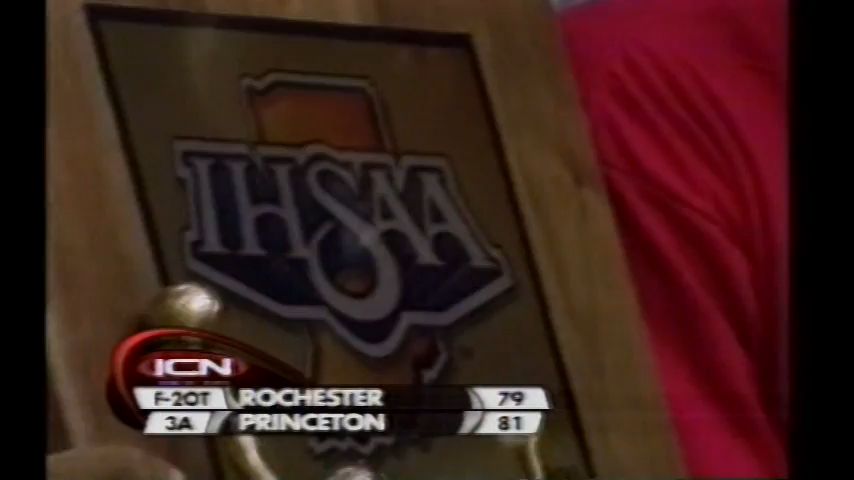 IHSAA
ICN
F-2OT ROCHESTER 79
3A PRINCETON 81